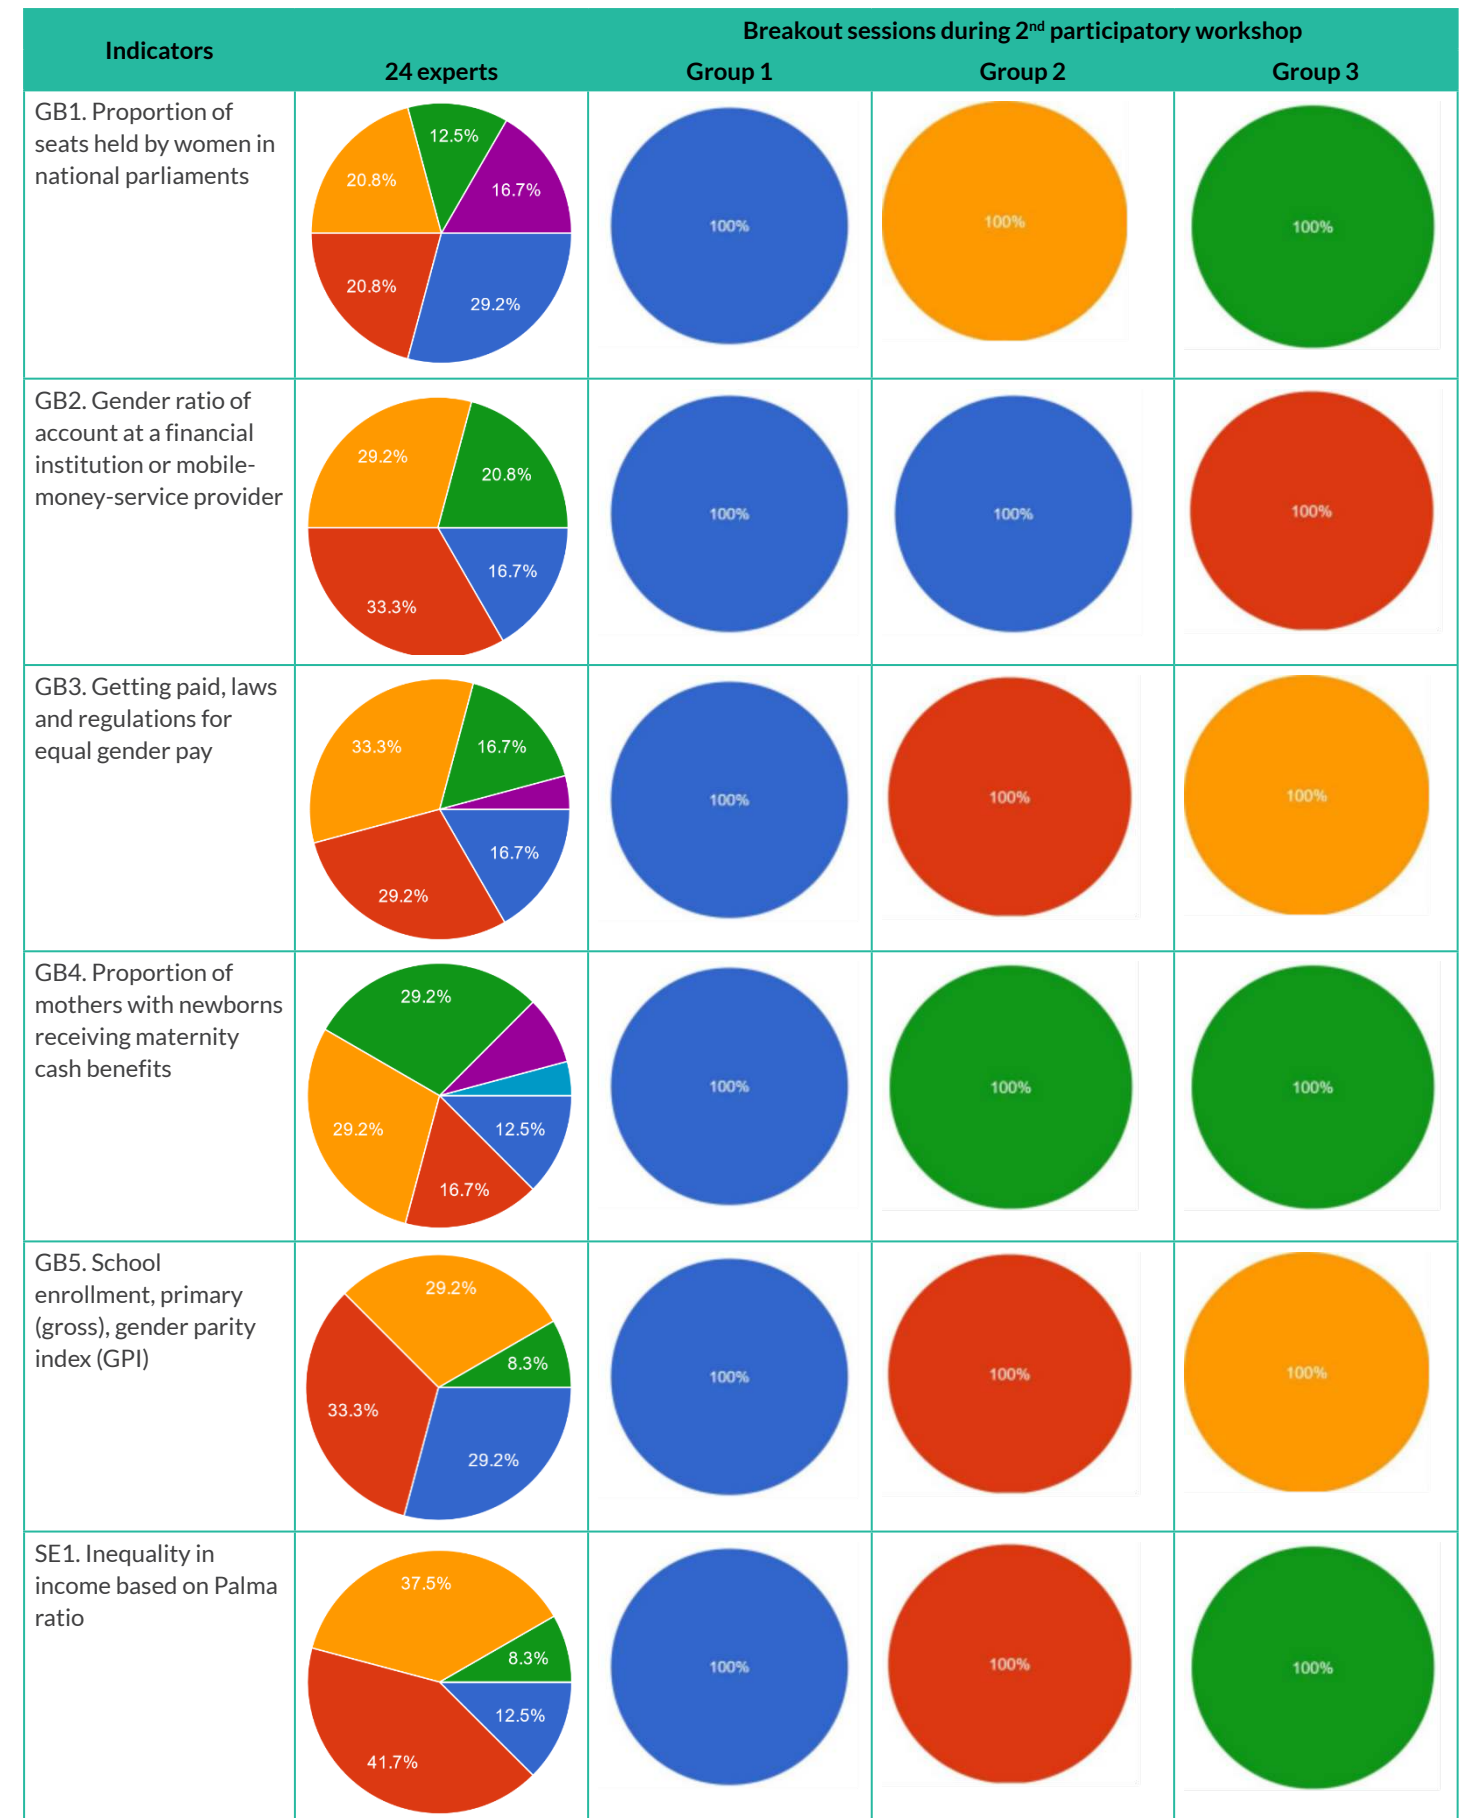 Indicators
Breakout sessions during 2nd participatory workshop
24 experts
Group 1
Group 2
Group 3
GB1. Proportion of
seats held by women in
national parliaments
12.5%
20.8%
16.7%
20.8%
29.2%
100%
100%
100%
GB2. Gender ratio of
account at a financial
institution or mobile-
money-service provider
29.2%
20.8%
16.7%
33.3%
100%
100%
100%
GB3. Getting paid, laws
and regulations for
equal gender pay
33.3%
16.7%
16.7%
29.2%
100%
100%
100%
GB4. Proportion of
mothers with newborns
receiving maternity
cash benefits
29.2%
29.2%
12.5%
16.7%
100%
100%
100%
GB5. School
enrollment, primary
(gross), gender parity
index (GPI)
29.2%
8.3%
33.3%
29.2%
100%
100%
100%
SE1. Inequality in
income based on Palma
ratio
37.5%
8.3%
12.5%
41.7%
100%
100%
100%